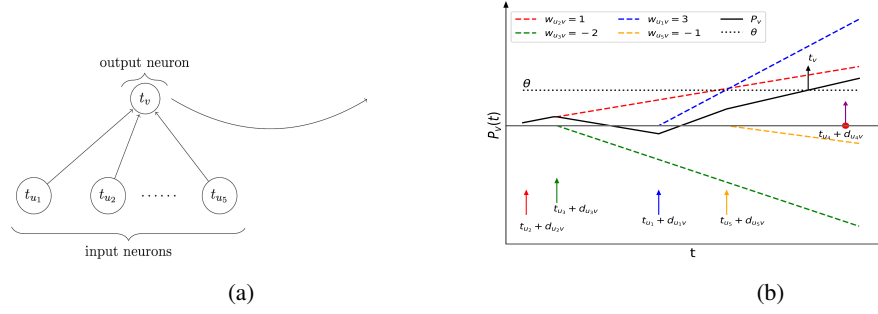 output neuron
t_v
t_{u_1} t_{u_2} ...... t_{u_5}
input neurons
(a)
w_{u_2v} = 1 w_{u_1v} = 3 P_v
w_{u_3v} = −2 w_{u_5v} = −1 θ
t_v
θ
P_v(t)
t_{u_4} + d_{u_4v}
t_{u_3} + d_{u_3v}
t_{u_2} + d_{u_2v} t_{u_1} + d_{u_1v} t_{u_5} + d_{u_5v}
t
(b)